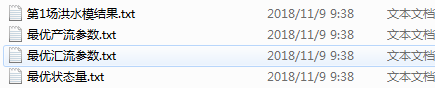 第1场洪水模结果.txt 2018/11/9 9:38 文本文档
最优产流参数.txt 2018/11/9 9:38 文本文档
最优汇流参数.txt 2018/11/9 9:38 文本文档
最优状态量.txt 2018/11/9 9:38 文本文档